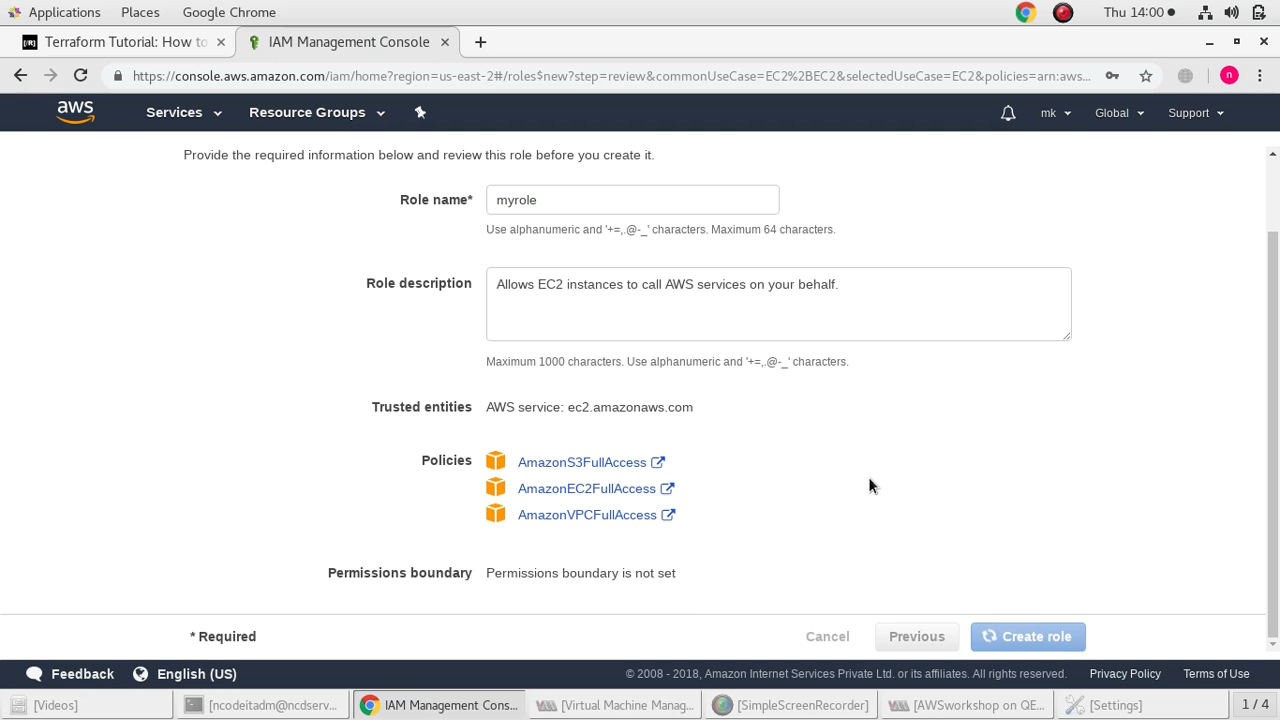 Applications Places Google Chrome Thu 14:00
Terraform Tutorial: How to IAM Management Console
https://console.aws.amazon.com/iam/home?region=us-east-2#/roles$new?step=review&commonUseCase=EC2%2BEC2&selectedUseCase=EC2&policies=arn:aws... n
aws Services Resource Groups mk Global Support
Provide the required information below and review this role before you create it.
Role name* myrole
Use alphanumeric and '+=,.@-_' characters. Maximum 64 characters.
Role description Allows EC2 instances to call AWS services on your behalf.
Maximum 1000 characters. Use alphanumeric and '+=,.@-_' characters.
Trusted entities AWS service: ec2.amazonaws.com
Policies AmazonS3FullAccess
AmazonEC2FullAccess
AmazonVPCFullAccess
Permissions boundary Permissions boundary is not set
* Required Cancel Previous Create role
Feedback English (US) © 2008 - 2018, Amazon Internet Services Private Ltd. or its affiliates. All rights reserved. Privacy Policy Terms of Use
[Videos] [ncodeitadm@ncdserv... IAM Management Cons... [Virtual Machine Manag... [SimpleScreenRecorder] [AWSworkshop on QE... [Settings] 1 / 4